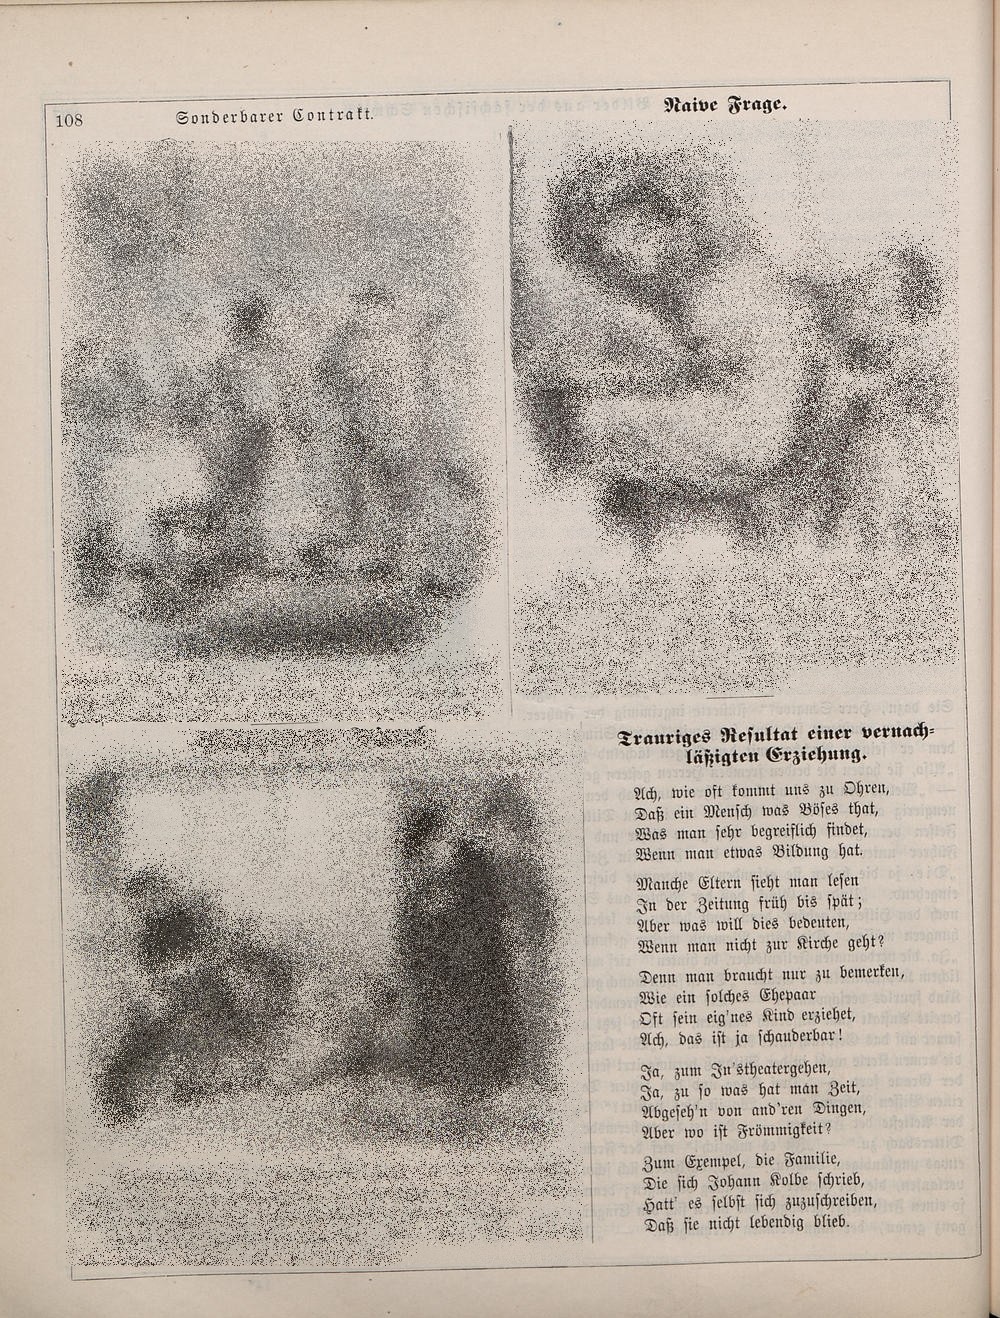 108
Sonderbarer Contrakt.
Naive Frage.
Trauriges Resultat einer vernach-
läßigten Erziehung.
Ach, wie oft kommt uns zu Ohren,
Daß ein Mensch was Böses that,
Was man sehr begreiflich findet,
Wenn man etwas Bildung hat.
Manche Eltern sieht man lesen
In der Zeitung früh bis spät;
Aber was will dies bedeuten,
Wenn man nicht zur Kirche geht?
Denn man braucht nur zu bemerken,
Wie ein solches Ehepaar
Oft sein eig'nes Kind erziehet,
Ach, das ist ja schauderbar!
Ja, zum In'stheatergehen,
Ja, zu so was hat man Zeit,
Abgeseh'n von and'ren Dingen,
Aber wo ist Frömmigkeit?
Zum Exempel, die Familie,
Die sich Johann Kolbe schrieb,
Hatt' es selbst sich zuzuschreiben,
Daß sie nicht lebendig blieb.